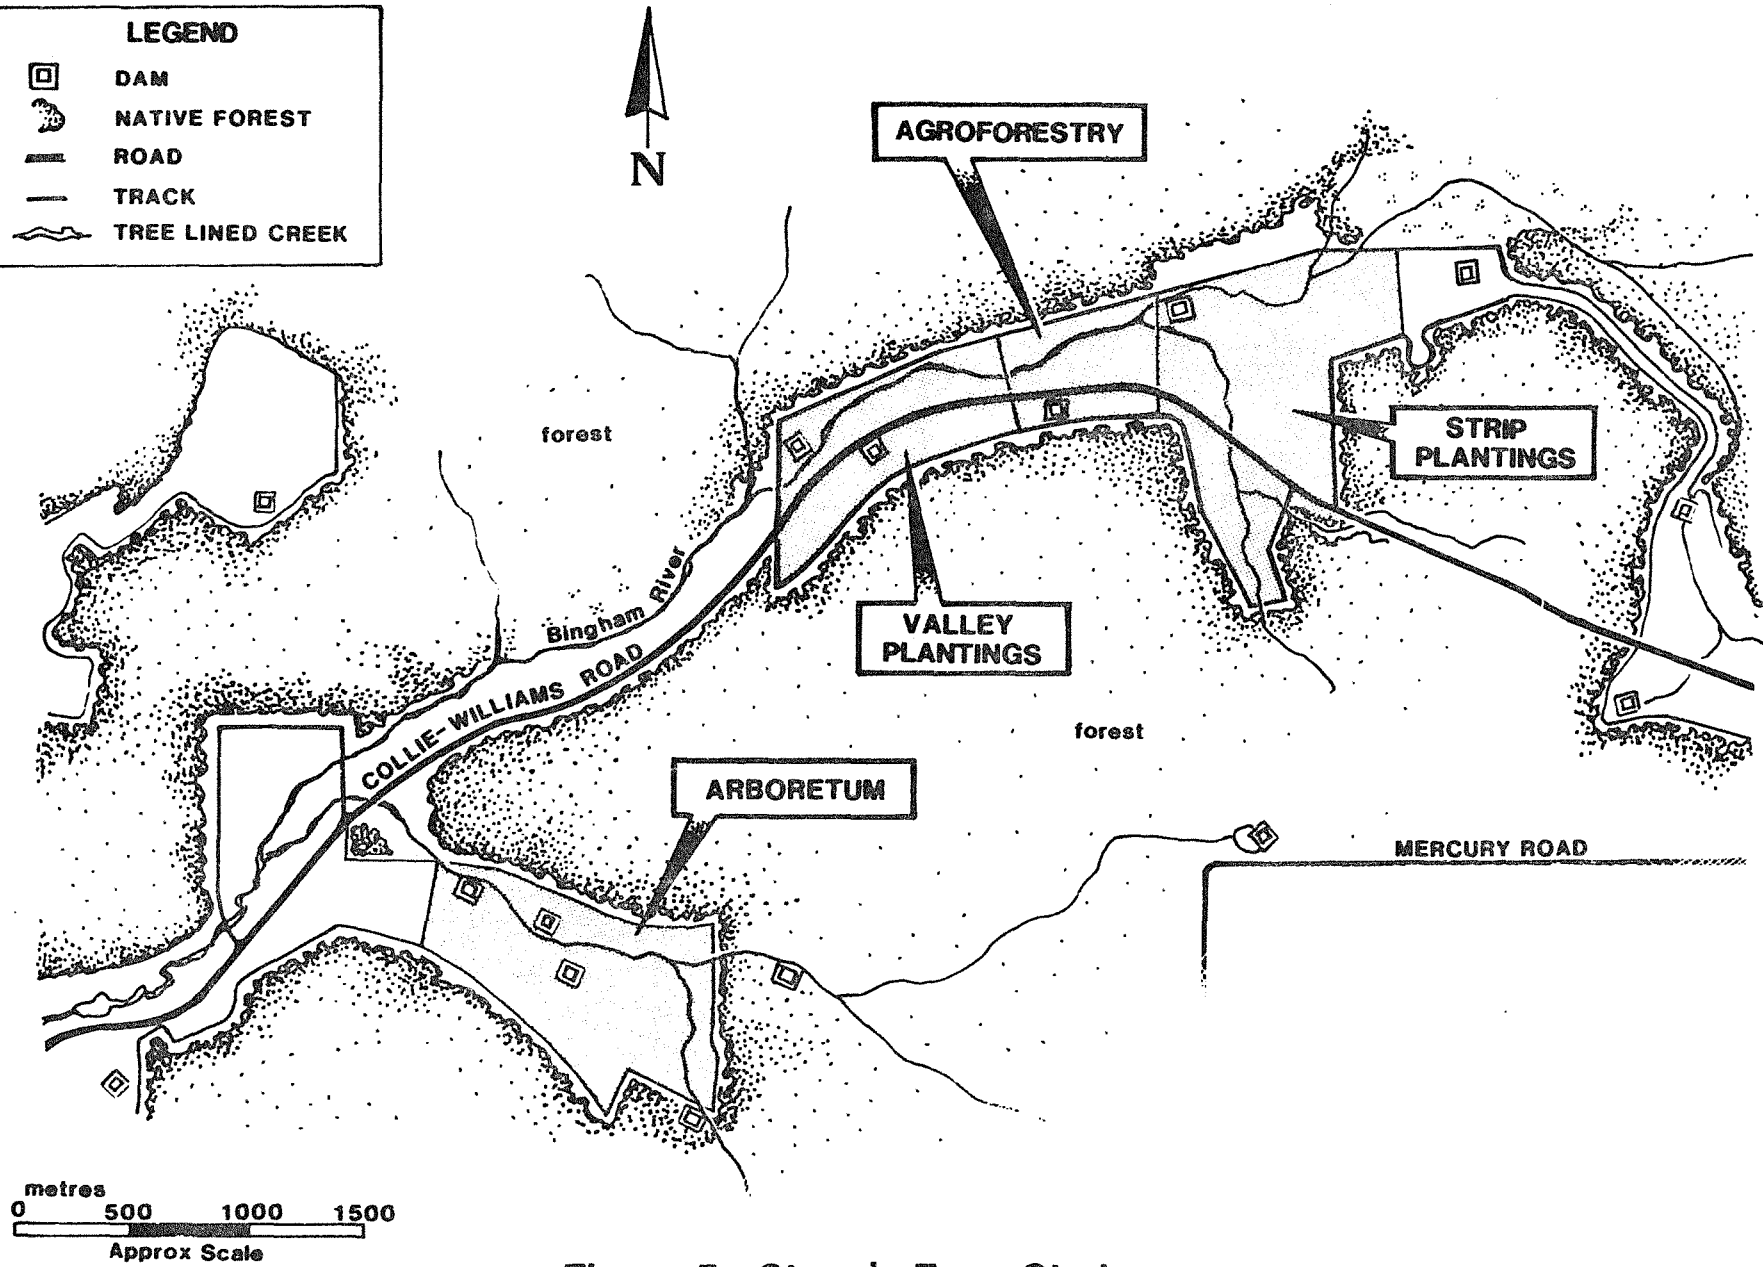 LEGEND
DAM
NATIVE FOREST
ROAD
TRACK
TREE LINED CREEK
N
AGROFORESTRY
forest
STRIP
PLANTINGS
Bingham River
VALLEY
PLANTINGS
COLLIE-WILLIAMS ROAD
forest
ARBORETUM
MERCURY ROAD
metres
0 500 1000 1500
Approx Scale